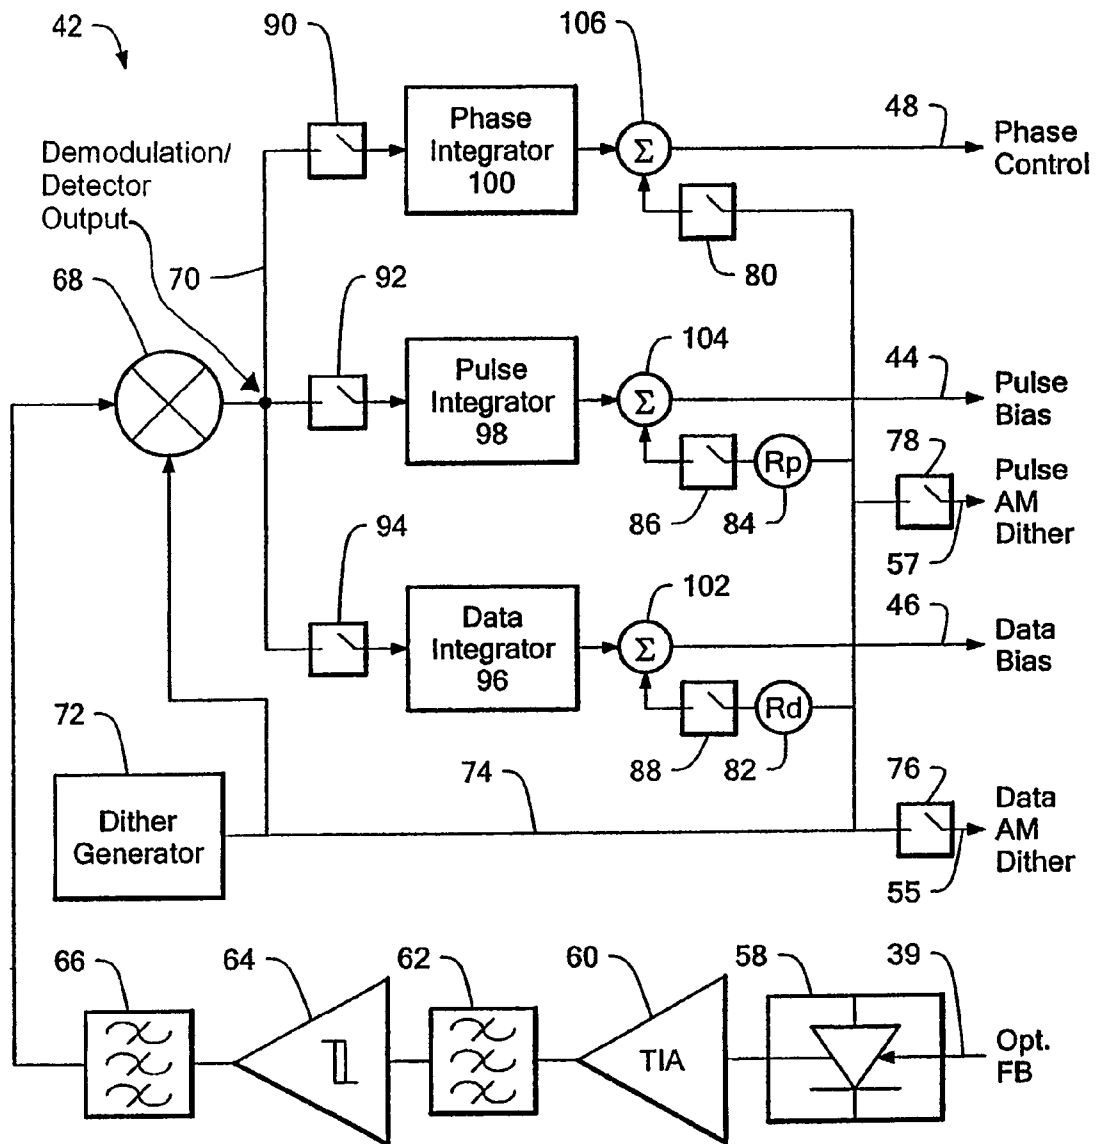 42
90
106
48
Phase
Control
Phase
Integrator
100
Σ
Demodulation/
Detector
Output
70
80
68
92
104
44
Pulse
Bias
Pulse
Integrator
98
Σ
Rp
86
84
78
Pulse
AM
Dither
57
94
102
46
Data
Bias
Data
Integrator
96
Σ
Rd
88
82
72
74
76
Data
AM
Dither
55
Dither
Generator
66
64
62
60
58
39
TIA
Opt.
FB